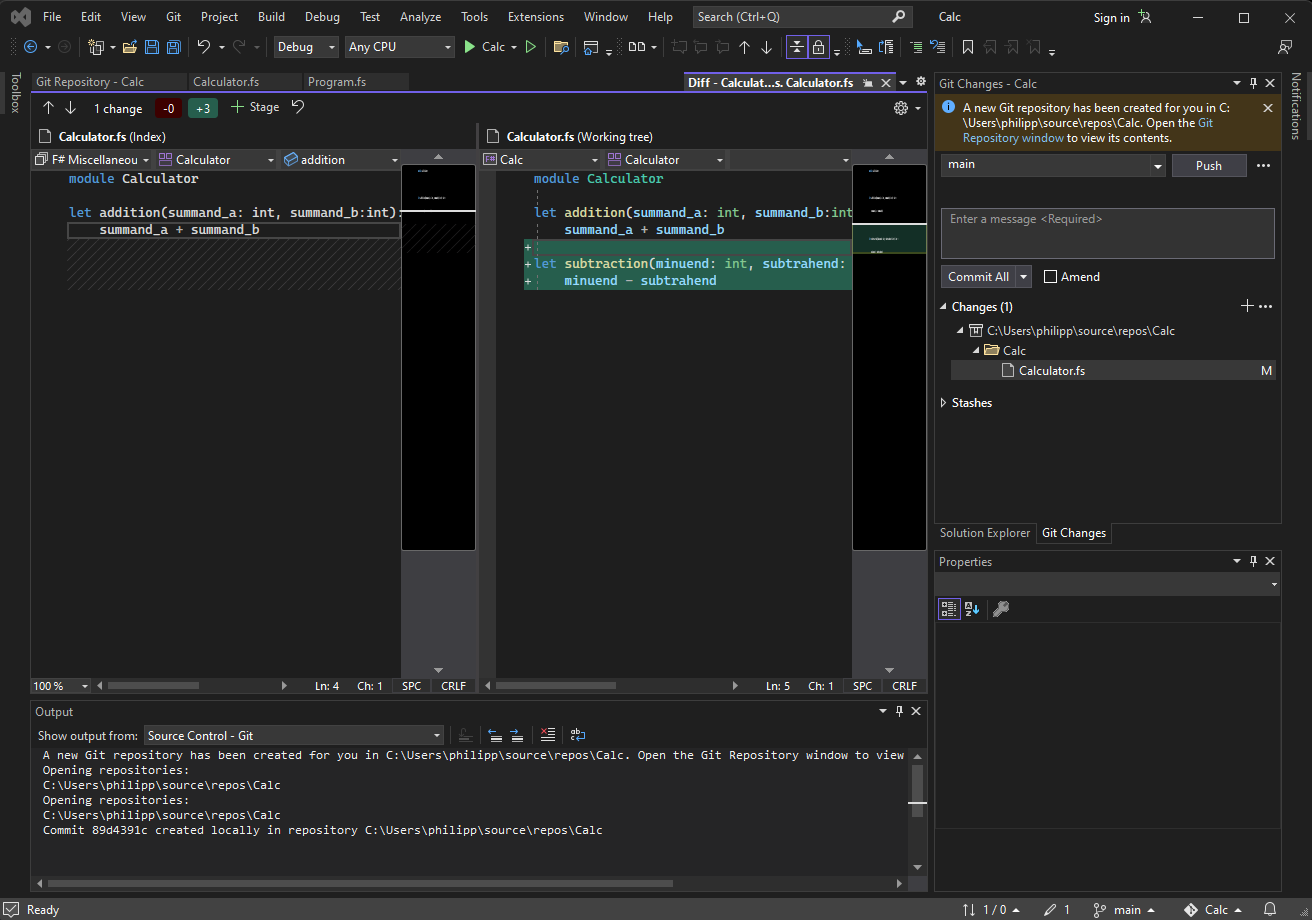 File Edit View Git Project Build Debug Test Analyze Tools Extensions Window Help Search (Ctrl+Q) Calc Sign in
Debug Any CPU Calc
Toolbox
Git Repository - Calc Calculator.fs Program.fs Diff - Calculat...s. Calculator.fs
1 change -0 +3 Stage
Calculator.fs (Index) Calculator.fs (Working tree)
F# Miscellaneou Calculator addition F# Calc Calculator
module Calculator
let addition(summand_a: int, summand_b:int):
summand_a + summand_b
module Calculator
let addition(summand_a: int, summand_b:int
summand_a + summand_b
+
+let subtraction(minuend: int, subtrahend:
+ minuend - subtrahend
100 % Ln: 4 Ch: 1 SPC CRLF Ln: 5 Ch: 1 SPC CRLF
Output
Show output from: Source Control - Git
A new Git repository has been created for you in C:\Users\philipp\source\repos\Calc. Open the Git Repository window to view
Opening repositories:
C:\Users\philipp\source\repos\Calc
Opening repositories:
C:\Users\philipp\source\repos\Calc
Commit 89d4391c created locally in repository C:\Users\philipp\source\repos\Calc
Git Changes - Calc
A new Git repository has been created for you in C:
\Users\philipp\source\repos\Calc. Open the Git
Repository window to view its contents.
main Push
Enter a message <Required>
Commit All Amend
Changes (1)
C:\Users\philipp\source\repos\Calc
Calc
Calculator.fs M
Stashes
Solution Explorer Git Changes
Properties
Notifications
Ready 1 / 0 1 main Calc